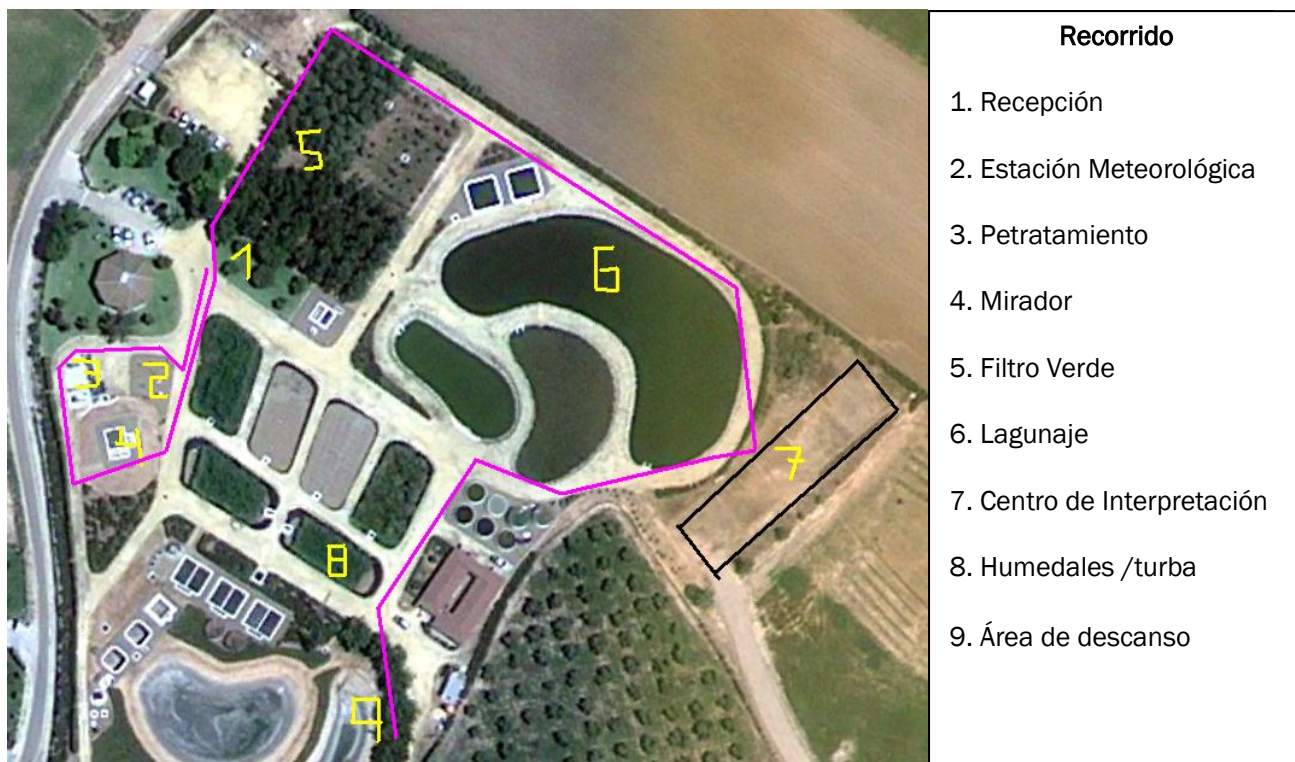 5
1
6
3
2
4
7
8
9
Recorrido
1. Recepción
2. Estación Meteorológica
3. Petratamiento
4. Mirador
5. Filtro Verde
6. Lagunaje
7. Centro de Interpretación
8. Humedales /turba
9. Área de descanso